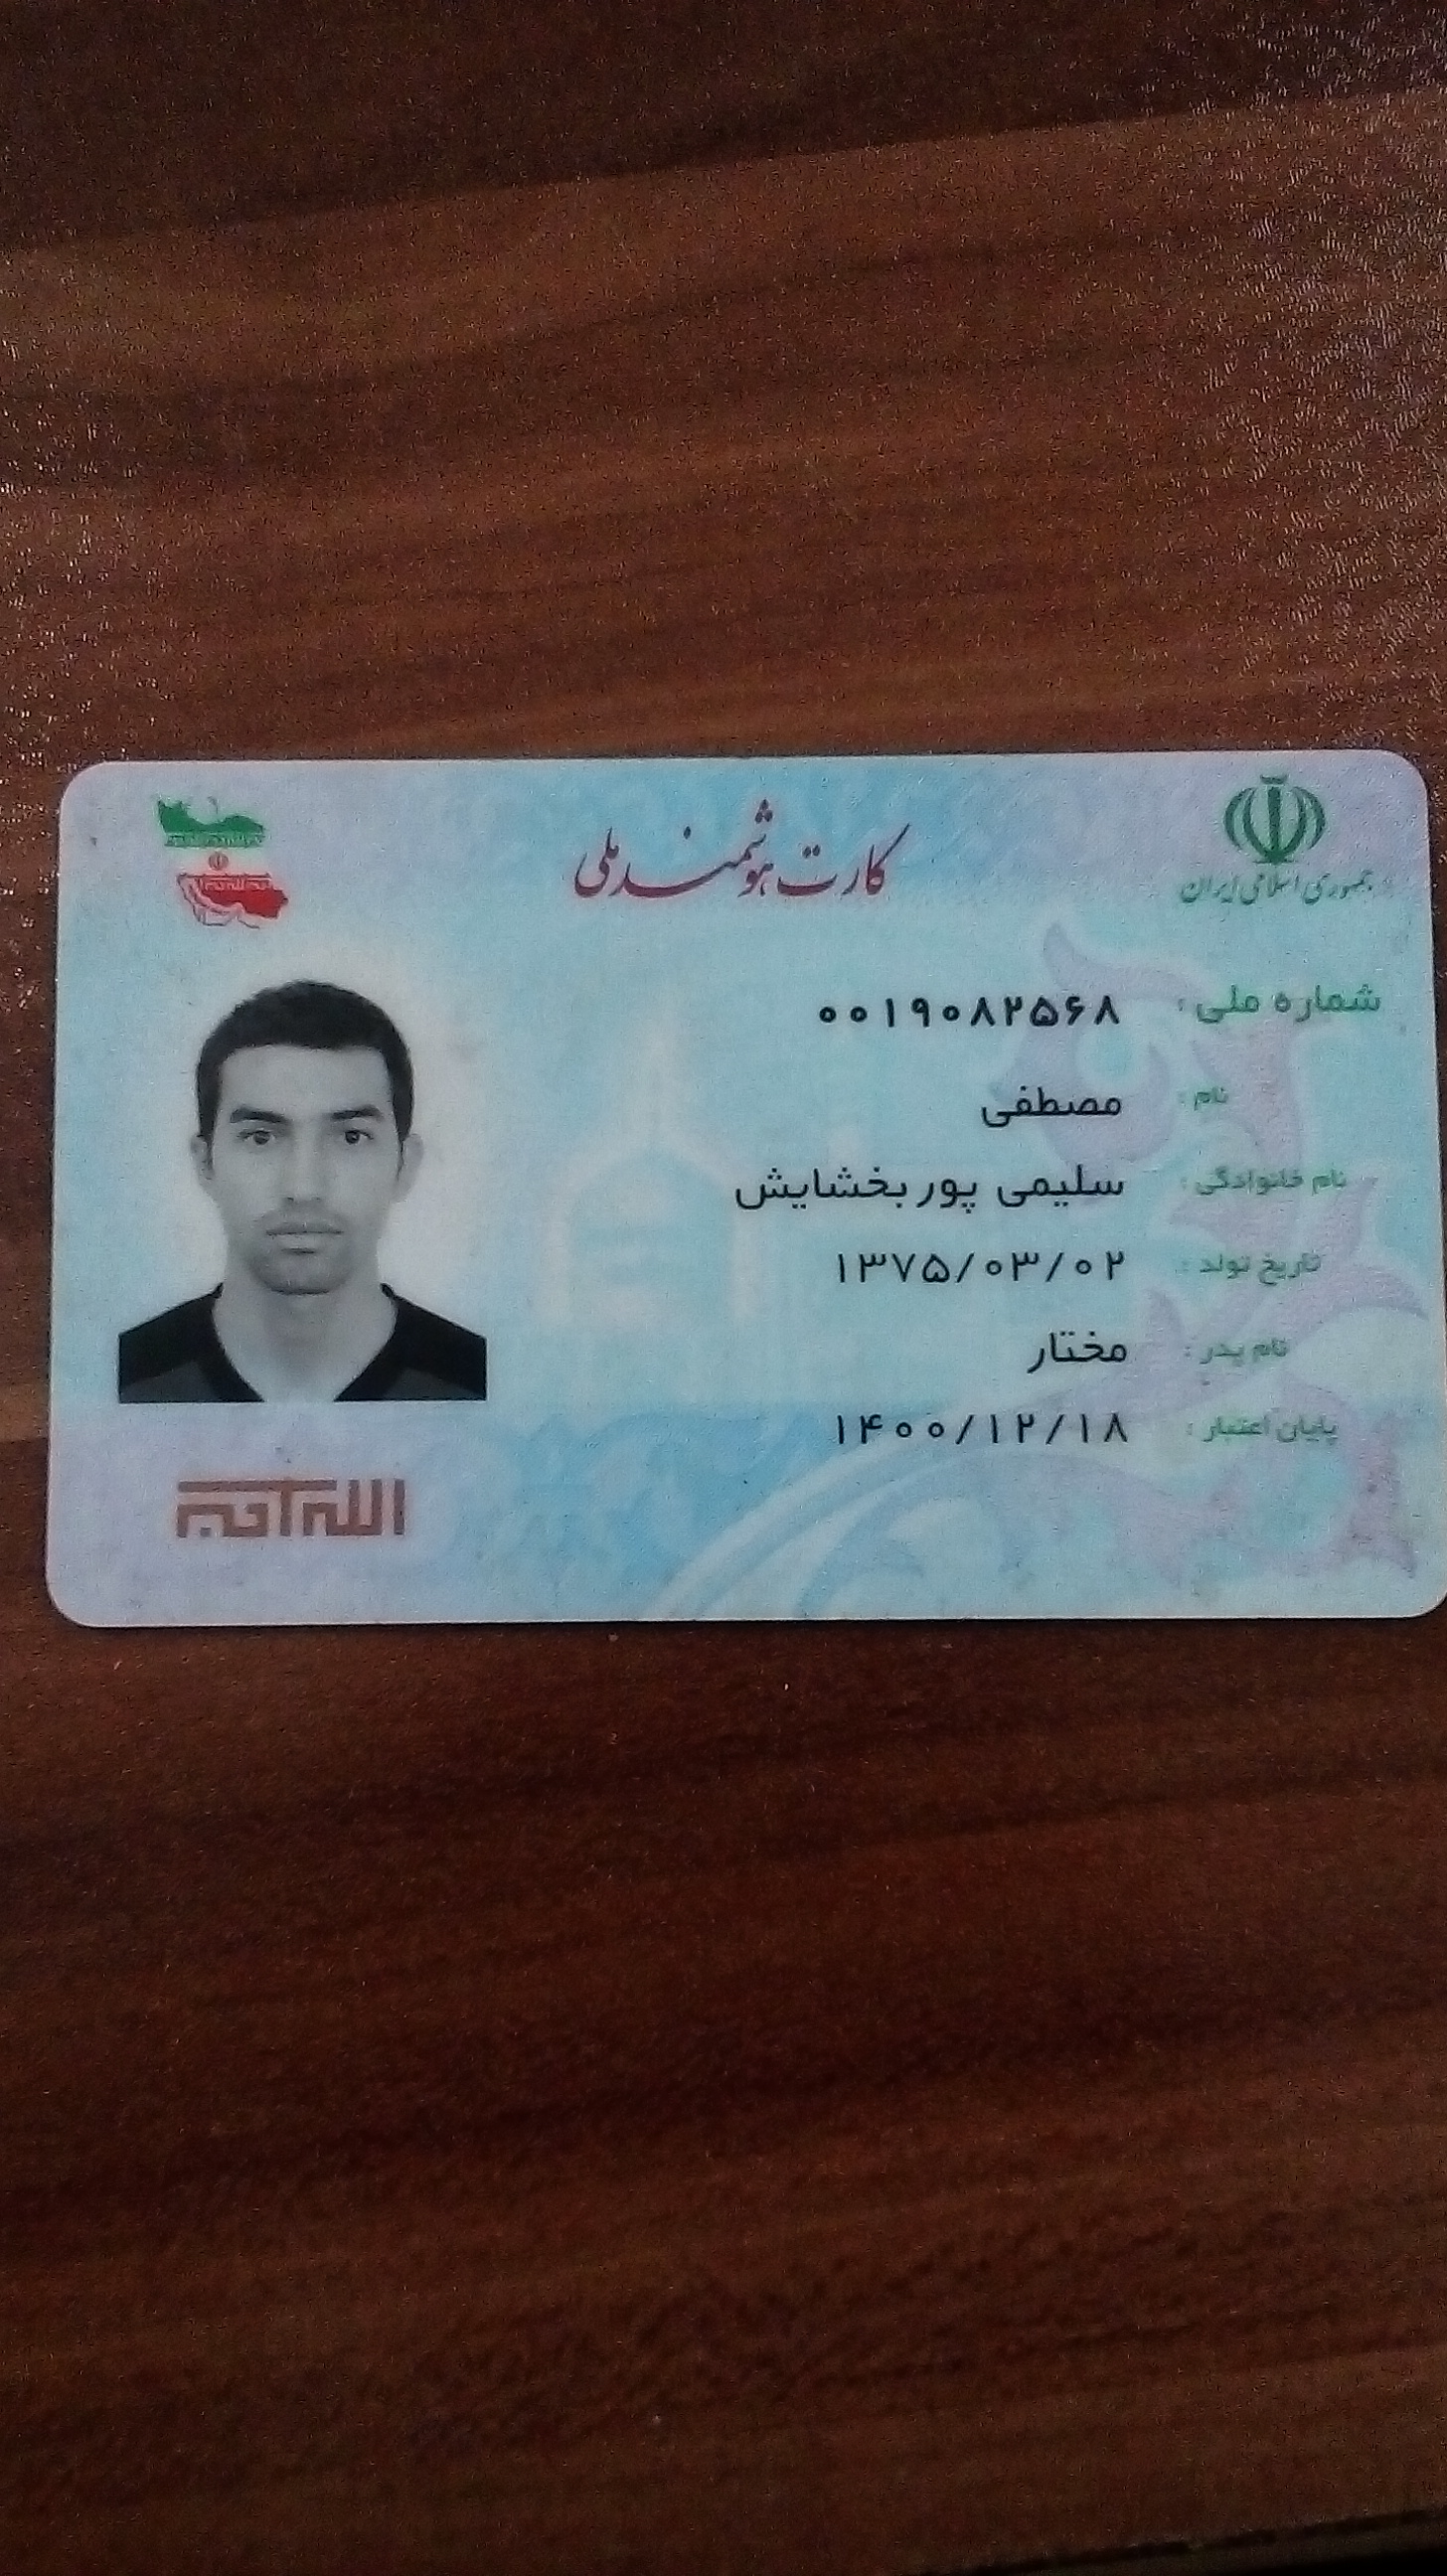 کارت هوشمند ملی
جمهوری اسلامی ایران
شماره ملی : ۰۰۱۹۰۸۲۵۶۸
نام : مصطفی
نام خانوادگی : سلیمی پور بخشایش
تاریخ تولد : ۱۳۷۵/۰۳/۰۲
نام پدر : مختار
پایان اعتبار : ۱۴۰۰/۱۲/۱۸
الله اکبر